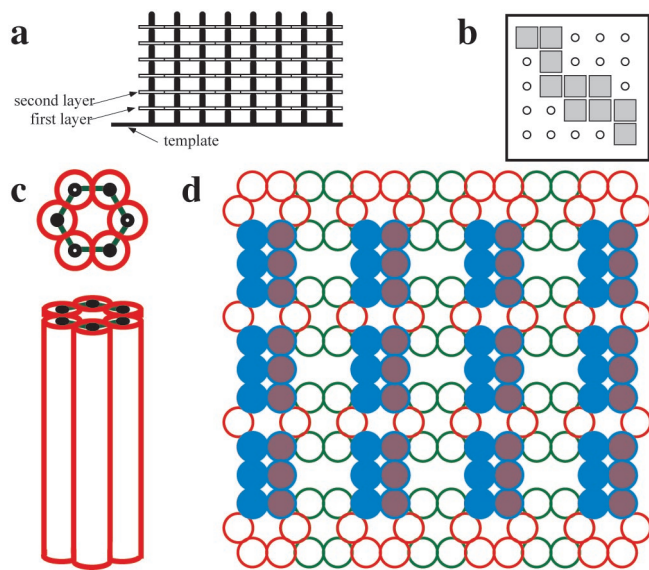 a
b
second layer
first layer
template
c
d